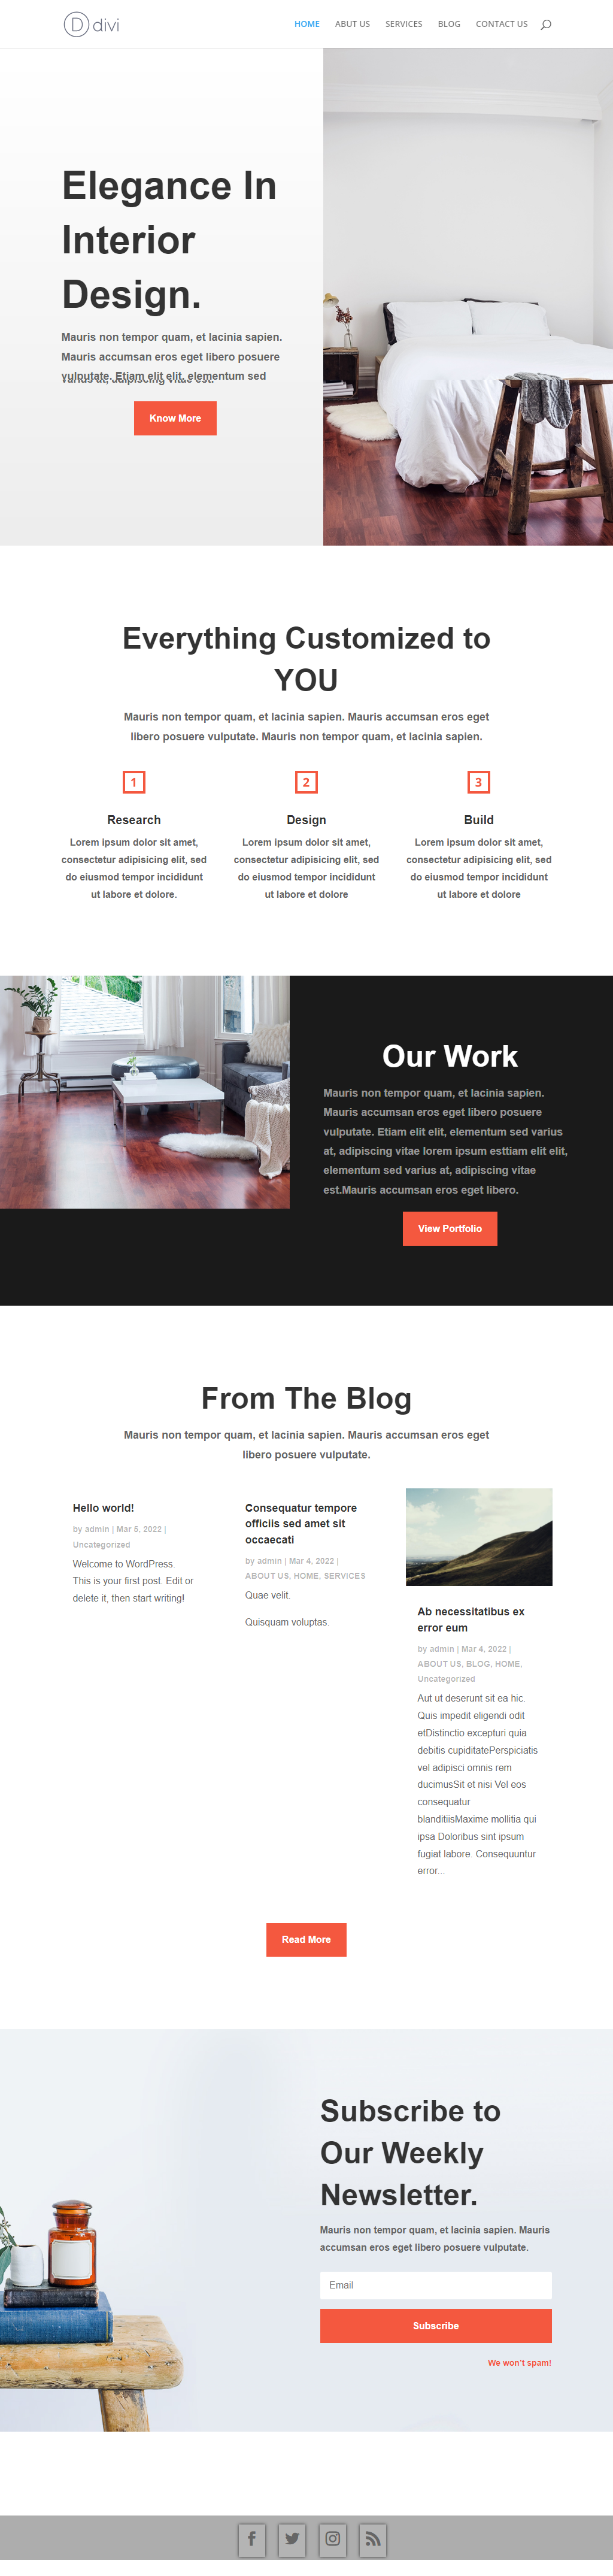 D divi
HOME ABUT US SERVICES BLOG CONTACT US
Elegance In
Interior
Design.
Mauris non tempor quam, et lacinia sapien.
Mauris accumsan eros eget libero posuere
vulputate. Etiam elit elit, elementum sed
varius at, adipiscing vitae est.
Know More
Everything Customized to
YOU
Mauris non tempor quam, et lacinia sapien. Mauris accumsan eros eget
libero posuere vulputate. Mauris non tempor quam, et lacinia sapien.
1
2
3
Research
Design
Build
Lorem ipsum dolor sit amet,
consectetur adipisicing elit, sed
do eiusmod tempor incididunt
ut labore et dolore.
Lorem ipsum dolor sit amet,
consectetur adipisicing elit, sed
do eiusmod tempor incididunt
ut labore et dolore
Lorem ipsum dolor sit amet,
consectetur adipisicing elit, sed
do eiusmod tempor incididunt
ut labore et dolore
Our Work
Mauris non tempor quam, et lacinia sapien.
Mauris accumsan eros eget libero posuere
vulputate. Etiam elit elit, elementum sed varius
at, adipiscing vitae lorem ipsum esttiam elit elit,
elementum sed varius at, adipiscing vitae
est.Mauris accumsan eros eget libero.
View Portfolio
From The Blog
Mauris non tempor quam, et lacinia sapien. Mauris accumsan eros eget
libero posuere vulputate.
Hello world!
by admin | Mar 5, 2022 |
Uncategorized
Welcome to WordPress.
This is your first post. Edit or
delete it, then start writing!
Consequatur tempore
officiis sed amet sit
occaecati
by admin | Mar 4, 2022 |
ABOUT US, HOME, SERVICES
Quae velit.
Quisquam voluptas.
Ab necessitatibus ex
error eum
by admin | Mar 4, 2022 |
ABOUT US, BLOG, HOME,
Uncategorized
Aut ut deserunt sit ea hic.
Quis impedit eligendi odit
etDistinctio excepturi quia
debitis cupiditatePerspiciatis
vel adipisci omnis rem
ducimusSit et nisi Vel eos
consequatur
blanditiisMaxime mollitia qui
ipsa Doloribus sint ipsum
fugiat labore. Consequuntur
error...
Read More
Subscribe to
Our Weekly
Newsletter.
Mauris non tempor quam, et lacinia sapien. Mauris
accumsan eros eget libero posuere vulputate.
Email
Subscribe
We won't spam!